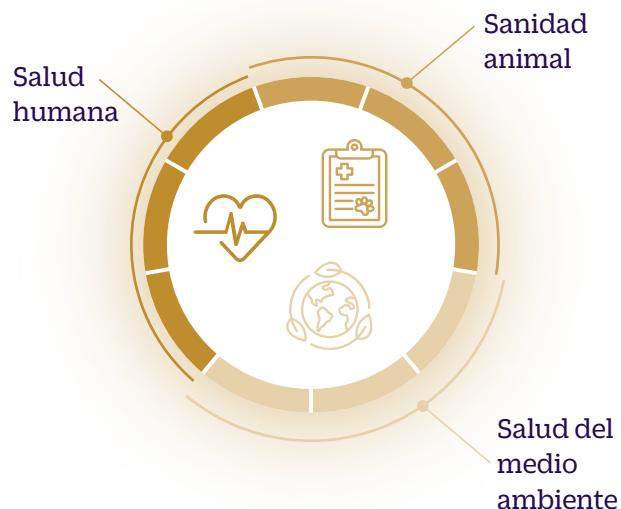 Salud
humana
Sanidad
animal
Salud del
medio
ambiente